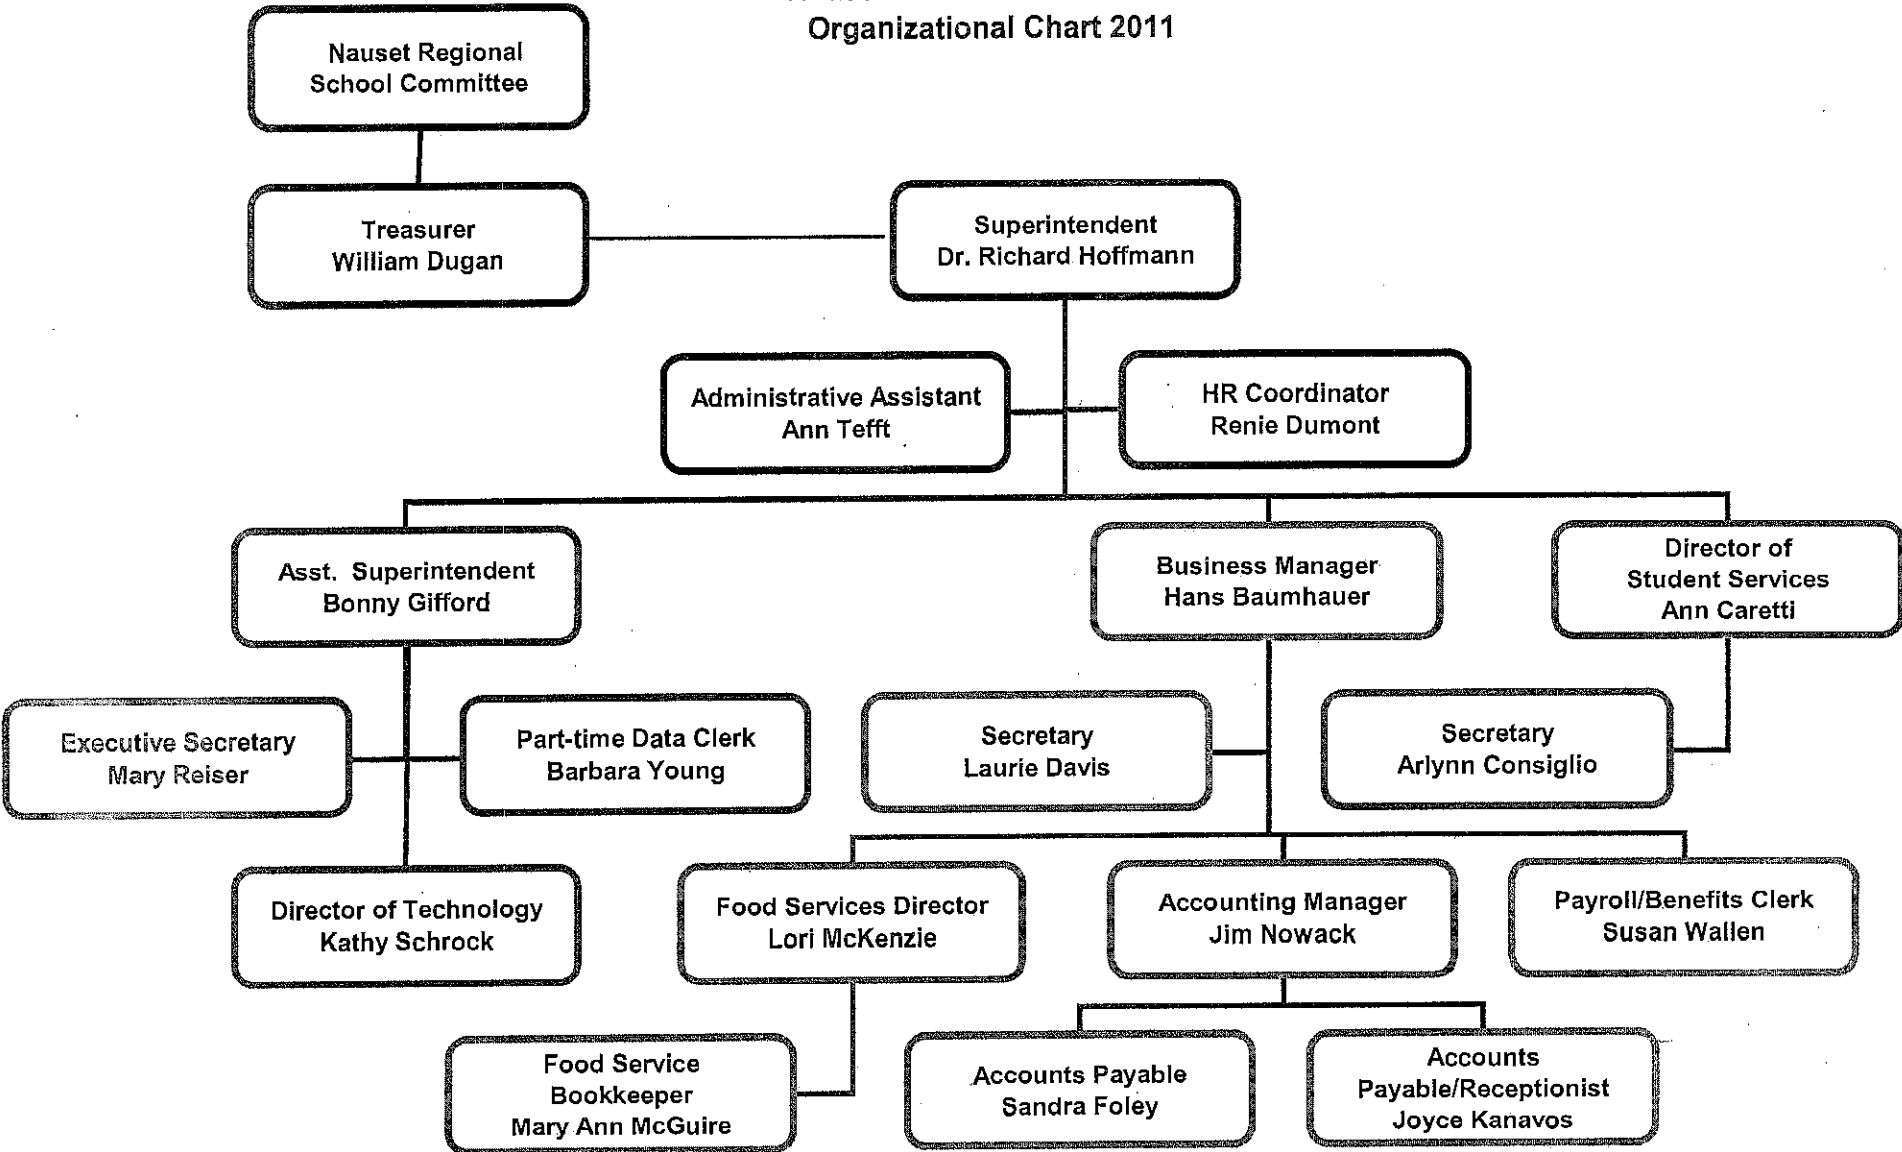 Organizational Chart 2011
Nauset Regional
School Committee
Treasurer
William Dugan
Superintendent
Dr. Richard Hoffmann
Administrative Assistant
Ann Tefft
HR Coordinator
Renie Dumont
Asst. Superintendent
Bonny Gifford
Business Manager
Hans Baumhauer
Director of
Student Services
Ann Caretti
Executive Secretary
Mary Reiser
Part-time Data Clerk
Barbara Young
Secretary
Laurie Davis
Secretary
Arlynn Consiglio
Director of Technology
Kathy Schrock
Food Services Director
Lori McKenzie
Accounting Manager
Jim Nowack
Payroll/Benefits Clerk
Susan Wallen
Food Service
Bookkeeper
Mary Ann McGuire
Accounts Payable
Sandra Foley
Accounts
Payable/Receptionist
Joyce Kanavos